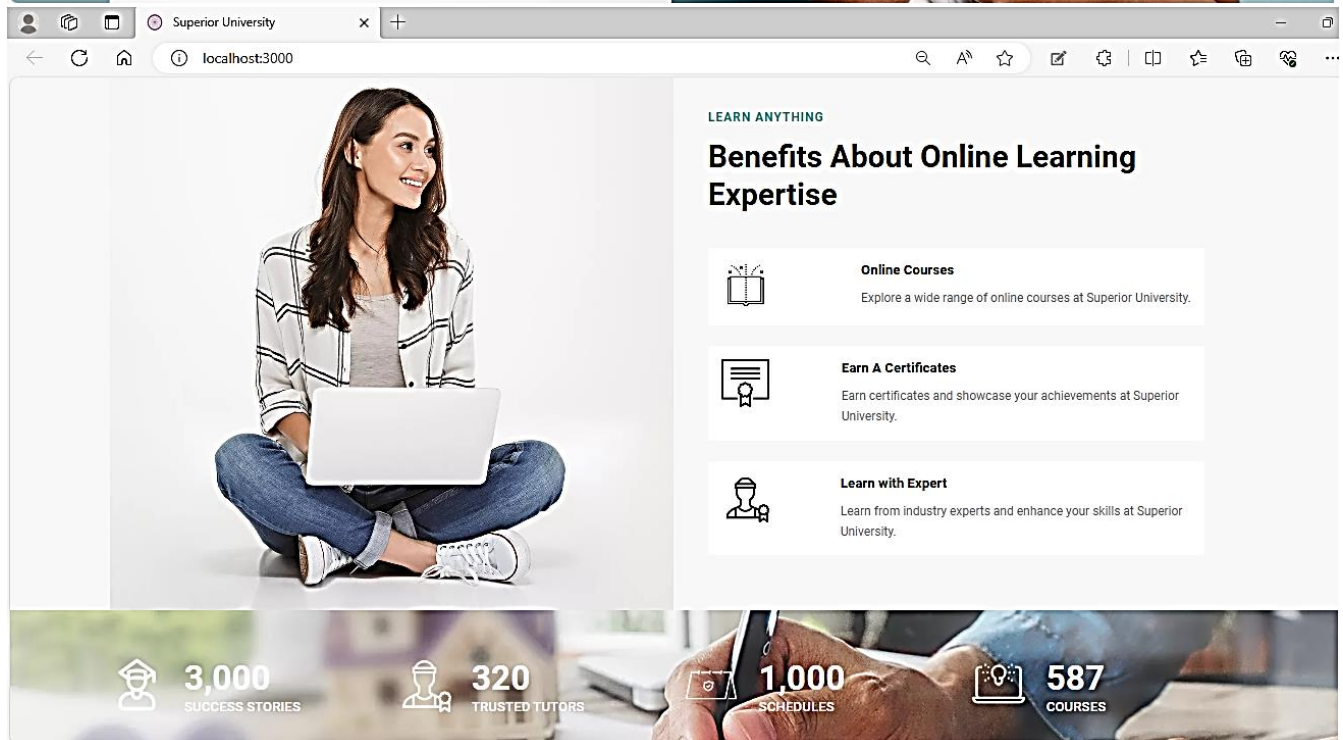 Superior University
localhost:3000
LEARN ANYTHING
Benefits About Online Learning
Expertise
Online Courses
Explore a wide range of online courses at Superior University.
Earn A Certificates
Earn certificates and showcase your achievements at Superior
University.
Learn with Expert
Learn from industry experts and enhance your skills at Superior
University.
3,000
SUCCESS STORIES
320
TRUSTED TUTORS
1,000
SCHEDULES
587
COURSES